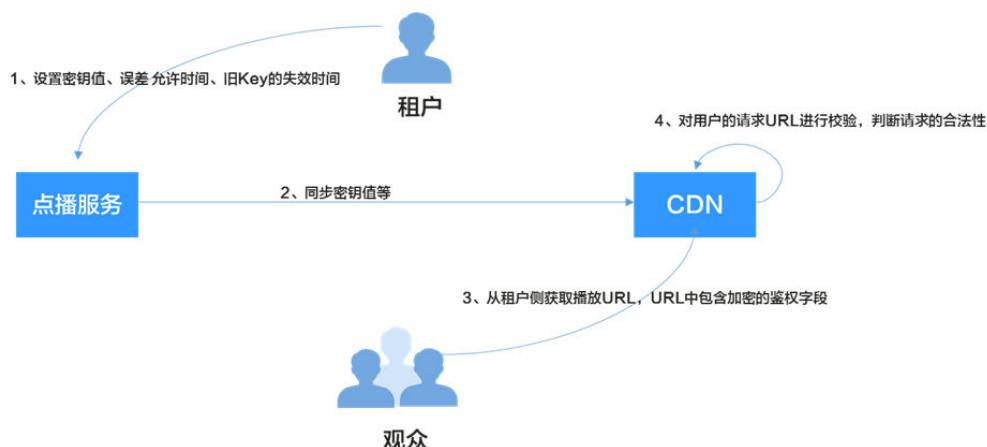 1、设置密钥值、误差允许时间、旧Key的失效时间
租户
4、对用户的请求URL进行校验，判断请求的合法性
点播服务
2、同步密钥值等
CDN
3、从租户侧获取播放URL，URL中包含加密的鉴权字段
观众